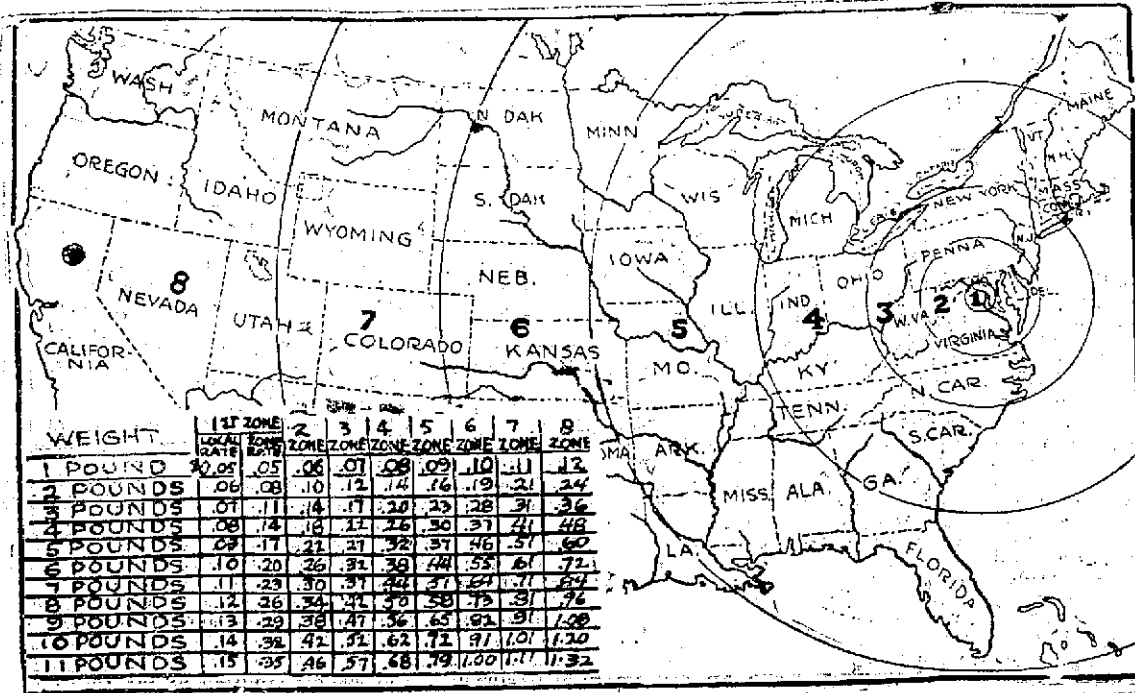 WASH.
MONTANA
N. DAK
MINN
MAINE
VT.
N.H.
OREGON
IDAHO
S. DAK
WIS
MICH
NEW YORK
MASS
CONN
WYOMING
IOWA
PENNA
N.J.
8
NEVADA
NEB.
ILL
IND
OHIO
3
2
1
DE.
UTAH
7
COLORADO
6
KANSAS
5
4
W.VA
VIRGINIA
CALIFOR-
NIA
MO.
KY
N CAR.
TENN
S.CAR.
ARK.
MISS
ALA.
GA.
LA.
FLORIDA
WEIGHT 1ST ZONE 2 3 4 5 6 7 8
LOCAL RATE ZONE RATE ZONE ZONE ZONE ZONE ZONE ZONE ZONE
1 POUND $0.05 .05 .06 .07 .08 .09 .10 .11 .12
2 POUNDS .06 .08 .10 .12 .14 .16 .19 .21 .24
3 POUNDS .07 .11 .14 .17 .20 .23 .28 .31 .36
4 POUNDS .08 .14 .18 .22 .26 .30 .37 .41 .48
5 POUNDS .09 .17 .22 .27 .32 .37 .46 .51 .60
6 POUNDS .10 .20 .26 .32 .38 .44 .55 .61 .72
7 POUNDS .11 .23 .30 .37 .44 .51 .64 .71 .84
8 POUNDS .12 .26 .34 .42 .50 .58 .73 .81 .96
9 POUNDS .13 .29 .38 .47 .56 .65 .82 .91 1.08
10 POUNDS .14 .32 .42 .52 .62 .72 .91 1.01 1.20
11 POUNDS .15 .35 .46 .57 .68 .79 1.00 1.11 1.32